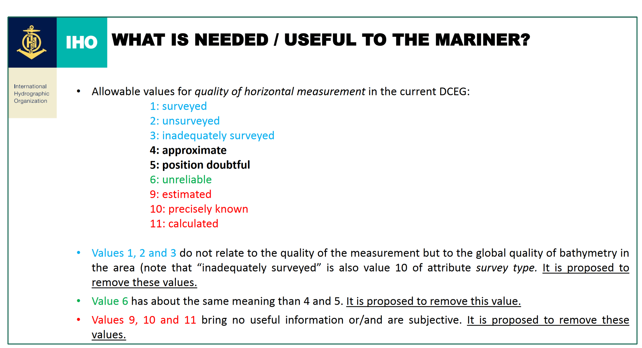 IHO
WHAT IS NEEDED / USEFUL TO THE MARINER?
International
Hydrographic
Organization
• Allowable values for quality of horizontal measurement in the current DCEG:
1: surveyed
2: unsurveyed
3: inadequately surveyed
4: approximate
5: position doubtful
6: unreliable
9: estimated
10: precisely known
11: calculated
• Values 1, 2 and 3 do not relate to the quality of the measurement but to the global quality of bathymetry in
the area (note that “inadequately surveyed” is also value 10 of attribute survey type. It is proposed to
remove these values.
• Value 6 has about the same meaning than 4 and 5. It is proposed to remove this value.
• Values 9, 10 and 11 bring no useful information or/and are subjective. It is proposed to remove these
values.